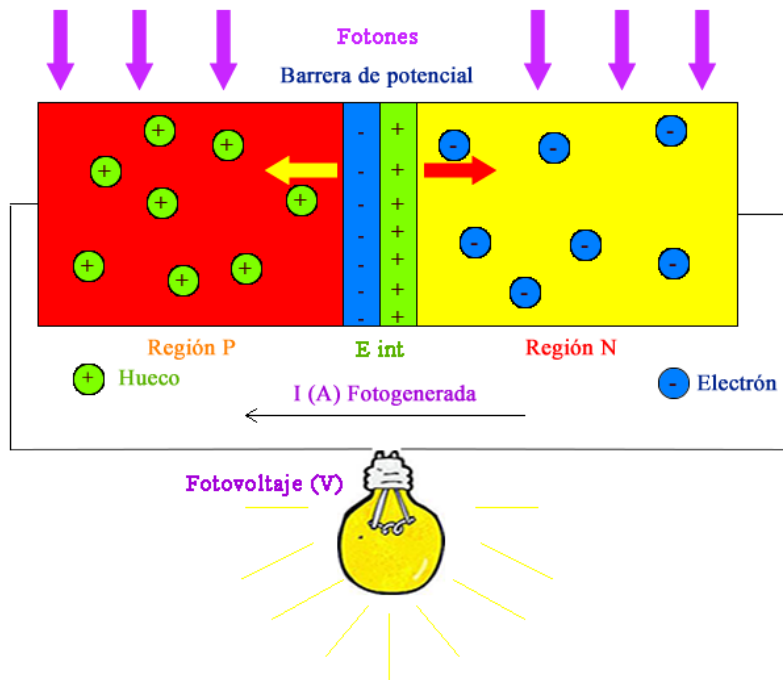 Fotones
Barrera de potencial
Región P
E int
Región N
Hueco
I (A) Fotogenerada
Electrón
Fotovoltaje (V)